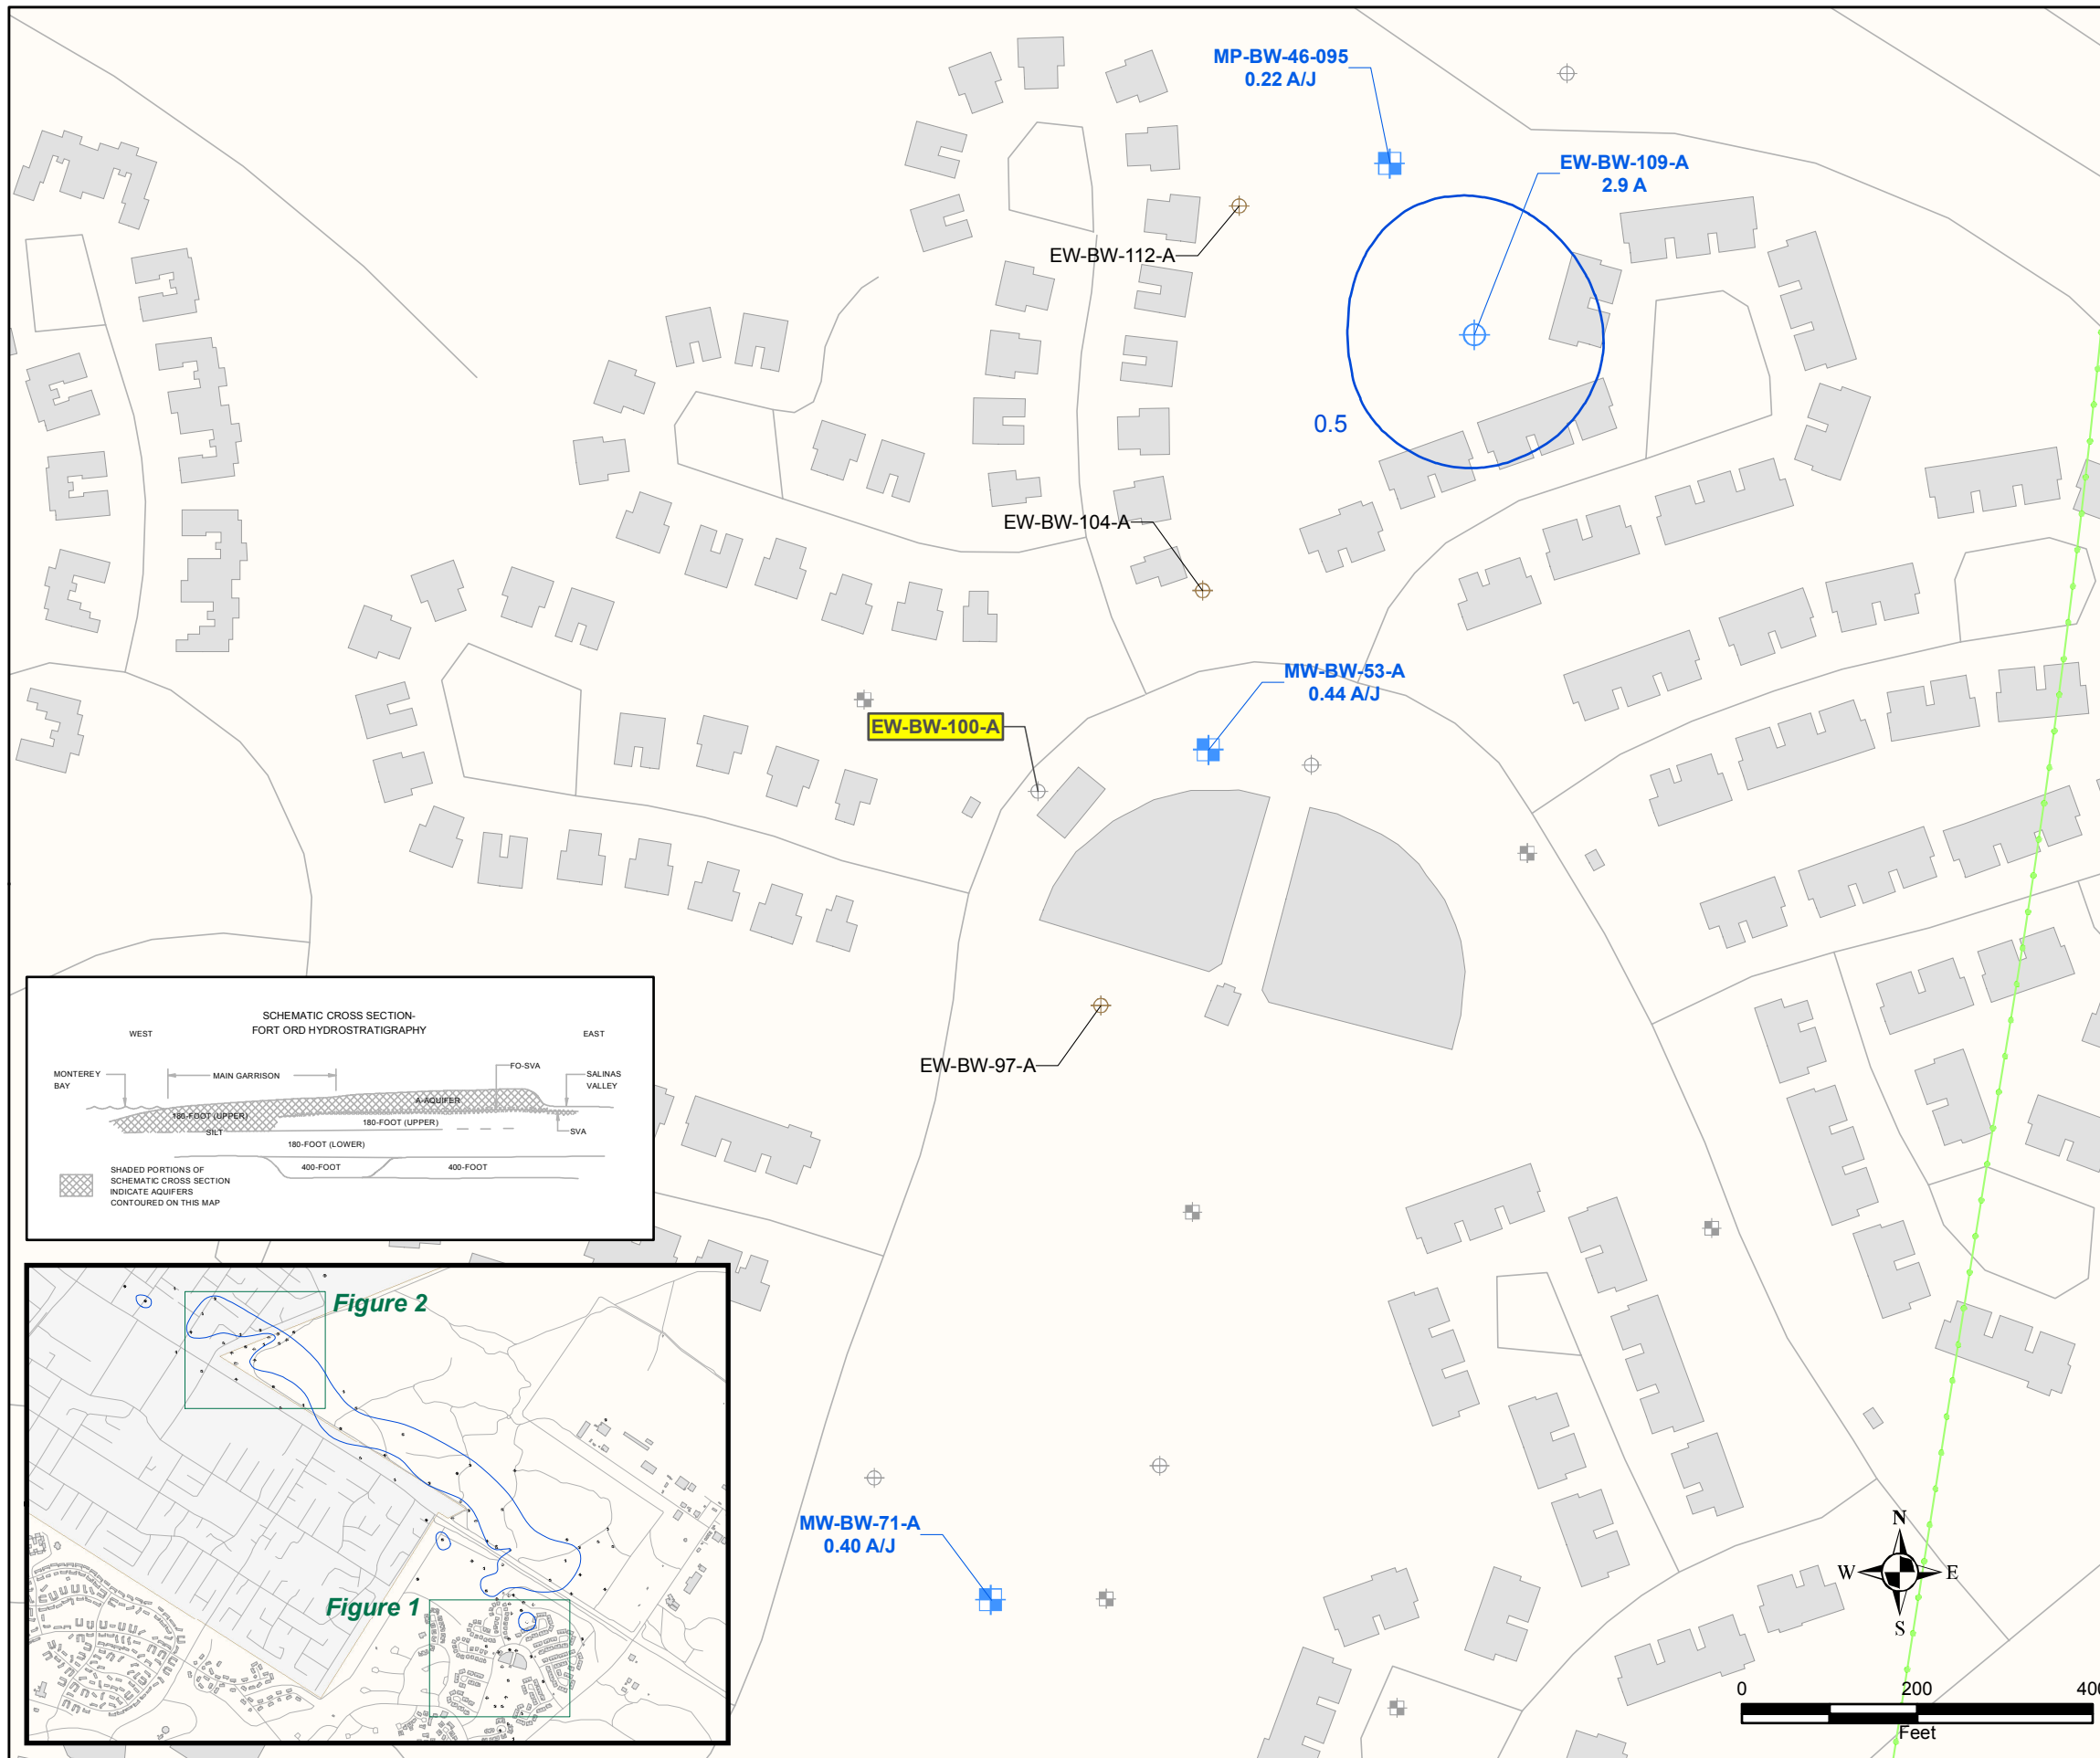 MP-BW-46-095
0.22 A/J
EW-BW-109-A
2.9 A
EW-BW-112-A
0.5
EW-BW-104-A
MW-BW-53-A
0.44 A/J
EW-BW-100-A
EW-BW-97-A
SCHEMATIC CROSS SECTION-
FORT ORD HYDROSTRATIGRAPHY
WEST
EAST
MONTEREY
BAY
MAIN GARRISON
FO-SVA
SALINAS
VALLEY
A-AQUIFER
180-FOOT (UPPER)
180-FOOT (UPPER)
SILT
SVA
180-FOOT (LOWER)
400-FOOT
400-FOOT
SHADED PORTIONS OF
SCHEMATIC CROSS SECTION
INDICATE AQUIFERS
CONTOURED ON THIS MAP
Figure 2
Figure 1
MW-BW-71-A
0.40 A/J
N
W
E
S
0 200 400
Feet